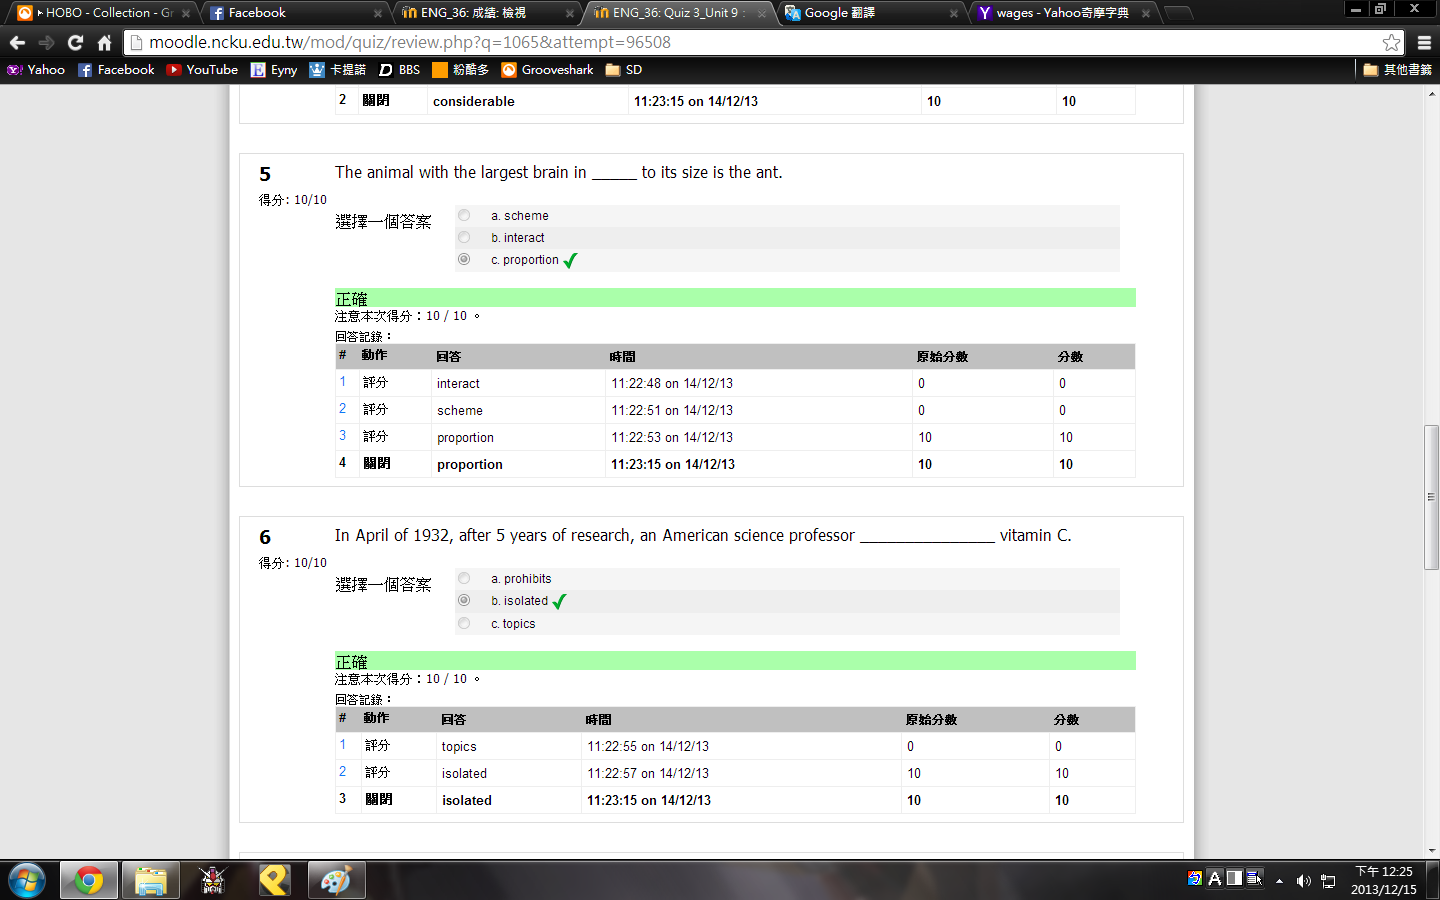 HOBO - Collection - Gr
Facebook
ENG_36: 成績: 檢視
ENG_36: Quiz 3_Unit 9 :
Google 翻譯
wages - Yahoo奇摩字典
moodle.ncku.edu.tw/mod/quiz/review.php?q=1065&attempt=96508
Yahoo Facebook YouTube Eyny 卡提諾 BBS 粉酷多 Grooveshark SD 其他書籤
2 關閉 considerable 11:23:15 on 14/12/13 10 10
5 The animal with the largest brain in _____ to its size is the ant.
得分: 10/10
選擇一個答案
a. scheme
b. interact
c. proportion
正確
注意本次得分：10 / 10 。
回答記錄：
# 動作 回答 時間 原始分數 分數
1 評分 interact 11:22:48 on 14/12/13 0 0
2 評分 scheme 11:22:51 on 14/12/13 0 0
3 評分 proportion 11:22:53 on 14/12/13 10 10
4 關閉 proportion 11:23:15 on 14/12/13 10 10
6 In April of 1932, after 5 years of research, an American science professor _______________ vitamin C.
得分: 10/10
選擇一個答案
a. prohibits
b. isolated
c. topics
正確
注意本次得分：10 / 10 。
回答記錄：
# 動作 回答 時間 原始分數 分數
1 評分 topics 11:22:55 on 14/12/13 0 0
2 評分 isolated 11:22:57 on 14/12/13 10 10
3 關閉 isolated 11:23:15 on 14/12/13 10 10
下午 12:25
2013/12/15